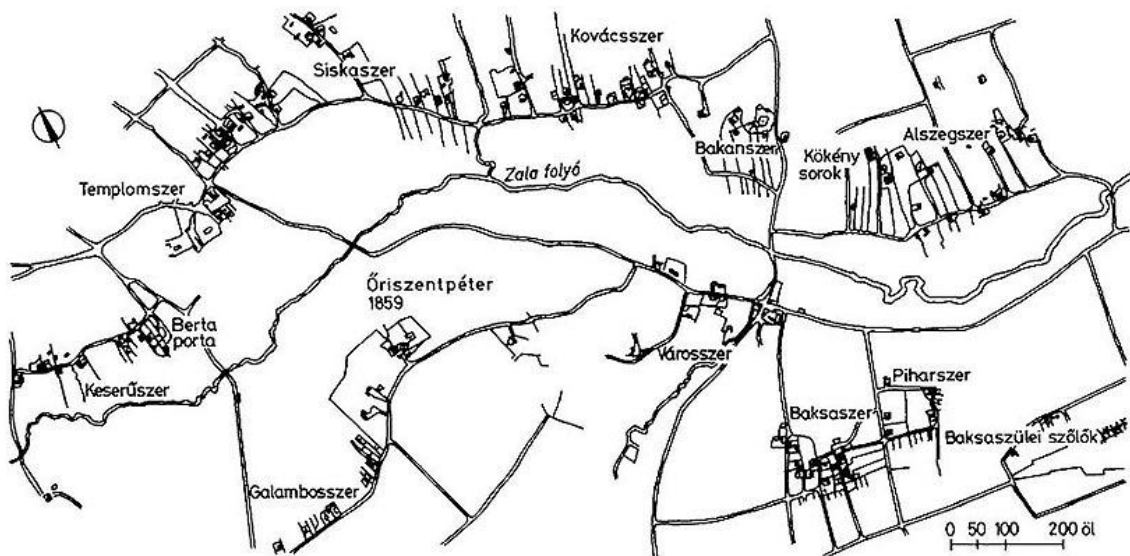 Kovácsszer
Siskaszer
Bakanszer
Alszegszer
Kökény
sorok
Zala folyó
Templomszer
Őriszentpéter
1859
Berta
porta
Városszer
Keserűszer
Piharszer
Baksaszer
Baksaszülei szőlők
Galambosszer
0 50 100 200 öl